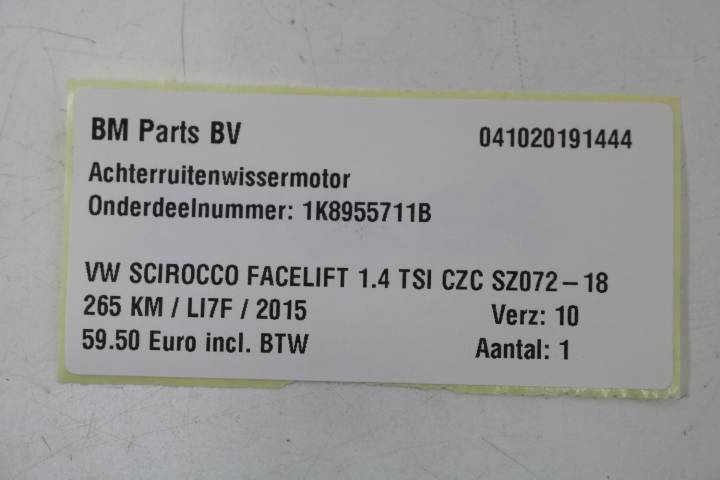 BM Parts BV 041020191444
Achterruitenwissermotor
Onderdeelnummer: 1K8955711B
VW SCIROCCO FACELIFT 1.4 TSI CZC SZ072-18
265 KM / LI7F / 2015 Verz: 10
59.50 Euro incl. BTW Aantal: 1